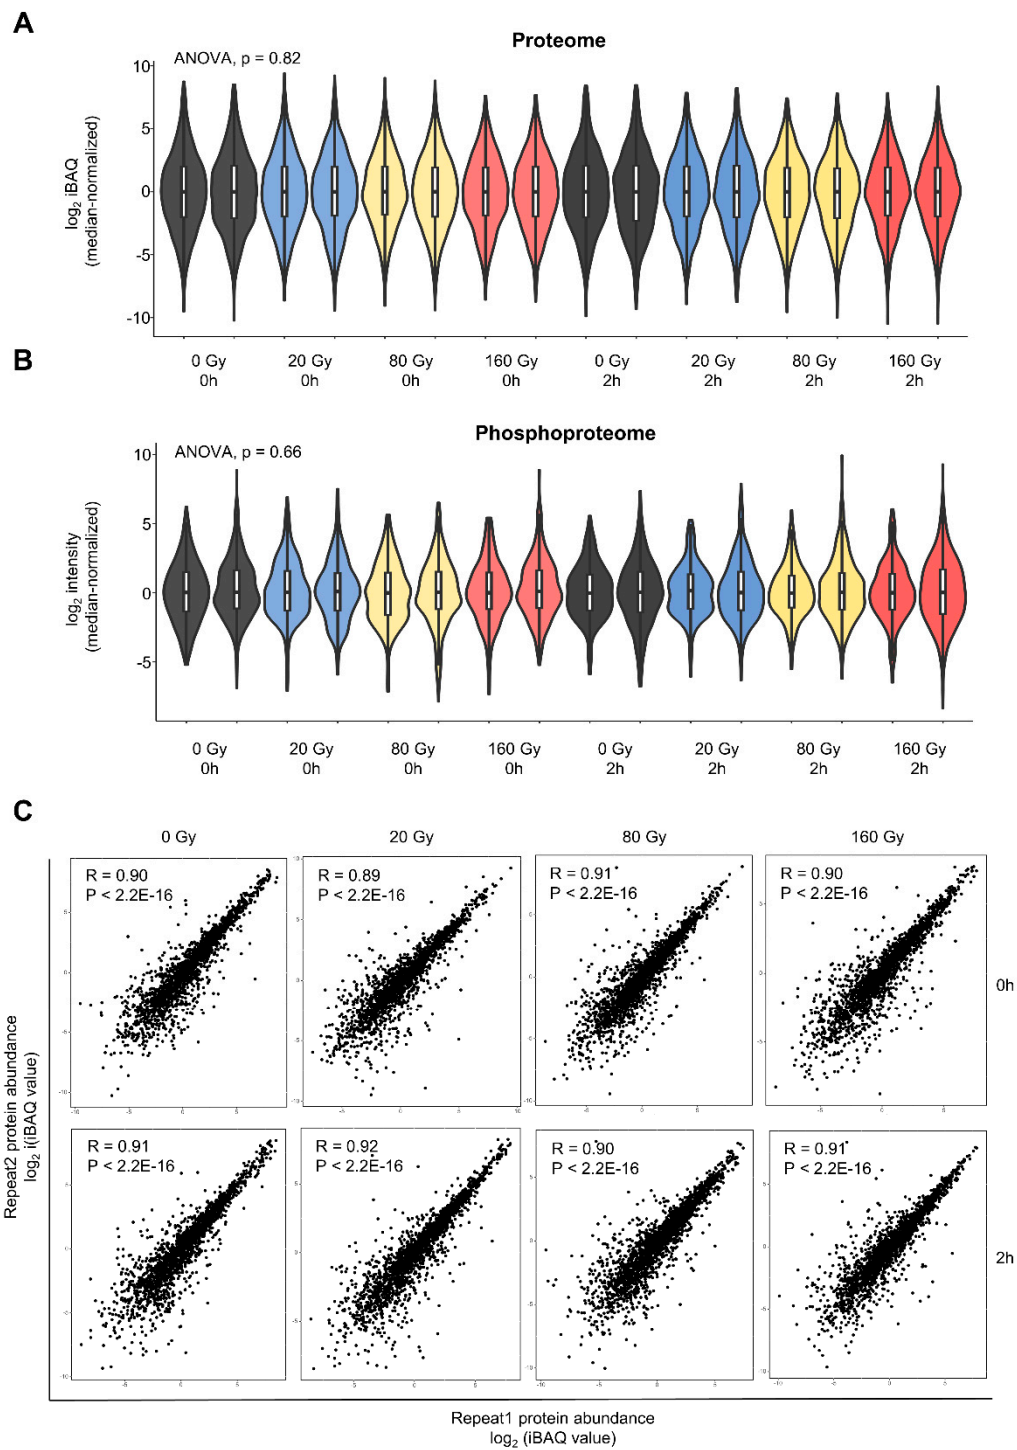 A
Proteome
ANOVA, p = 0.82
log2 iBAQ
(median-normalized)
10
5
0
-5
-10
0 Gy 20 Gy 80 Gy 160 Gy 0 Gy 20 Gy 80 Gy 160 Gy
0h 0h 0h 0h 2h 2h 2h 2h
B
Phosphoproteome
ANOVA, p = 0.66
log2 intensity
(median-normalized)
10
5
0
-5
0 Gy 20 Gy 80 Gy 160 Gy 0 Gy 20 Gy 80 Gy 160 Gy
0h 0h 0h 0h 2h 2h 2h 2h
C
0 Gy 20 Gy 80 Gy 160 Gy
R = 0.90 R = 0.89 R = 0.91 R = 0.90
P < 2.2E-16 P < 2.2E-16 P < 2.2E-16 P < 2.2E-16
0h
R = 0.91 R = 0.92 R = 0.90 R = 0.91
P < 2.2E-16 P < 2.2E-16 P < 2.2E-16 P < 2.2E-16
2h
Repeat2 protein abundance
log2 i(iBAQ value)
Repeat1 protein abundance
log2 (iBAQ value)